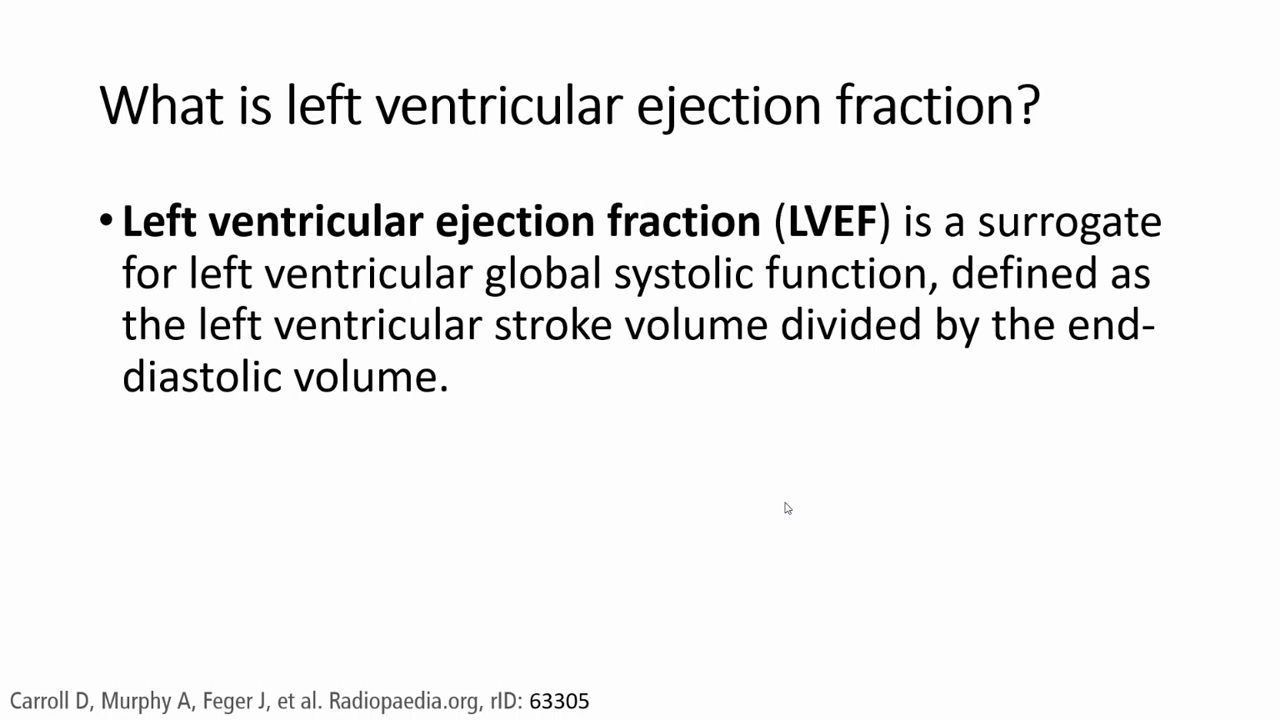 What is left ventricular ejection fraction?
• Left ventricular ejection fraction (LVEF) is a surrogate
for left ventricular global systolic function, defined as
the left ventricular stroke volume divided by the end-
diastolic volume.
Carroll D, Murphy A, Feger J, et al. Radiopaedia.org, rID: 63305